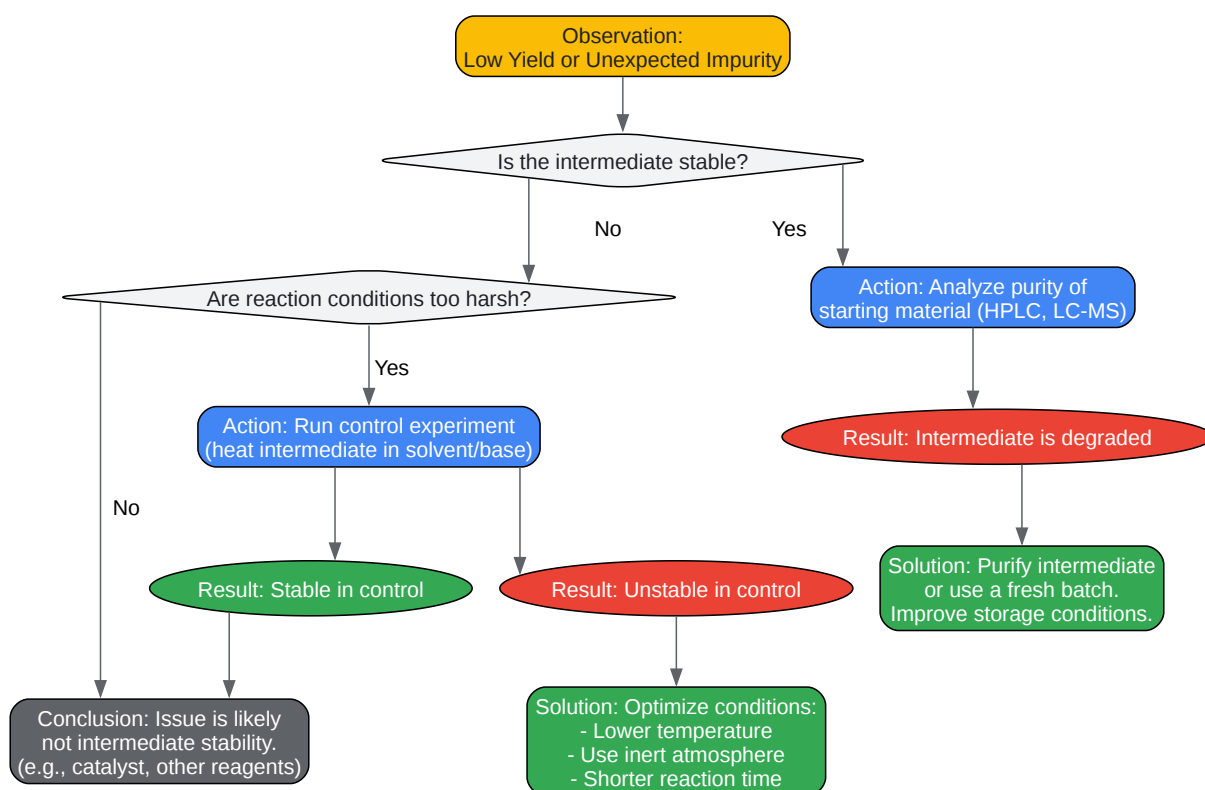 Observation:
Low Yield or Unexpected Impurity
Is the intermediate stable?
No
Yes
Are reaction conditions too harsh?
Action: Analyze purity of
starting material (HPLC, LC-MS)
Yes
Action: Run control experiment
(heat intermediate in solvent/base)
Result: Intermediate is degraded
No
Result: Stable in control
Result: Unstable in control
Solution: Purify intermediate
or use a fresh batch.
Improve storage conditions.
Conclusion: Issue is likely
not intermediate stability.
(e.g., catalyst, other reagents)
Solution: Optimize conditions:
- Lower temperature
- Use inert atmosphere
- Shorter reaction time